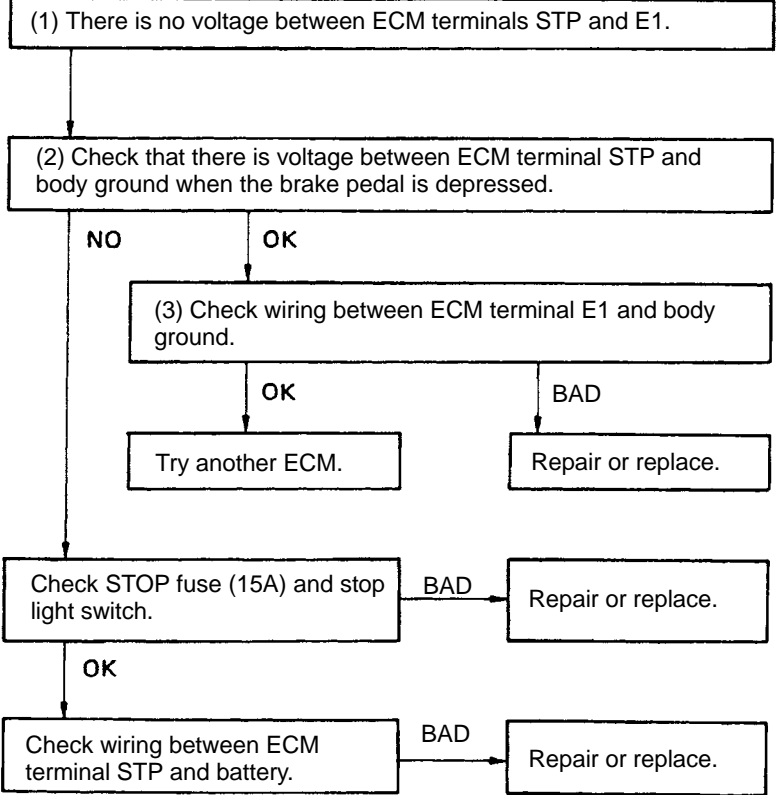 (1) There is no voltage between ECM terminals STP and E1.
(2) Check that there is voltage between ECM terminal STP and
body ground when the brake pedal is depressed.
NO
OK
(3) Check wiring between ECM terminal E1 and body
ground.
OK
BAD
Try another ECM.
Repair or replace.
Check STOP fuse (15A) and stop
light switch.
BAD
Repair or replace.
OK
Check wiring between ECM
terminal STP and battery.
BAD
Repair or replace.